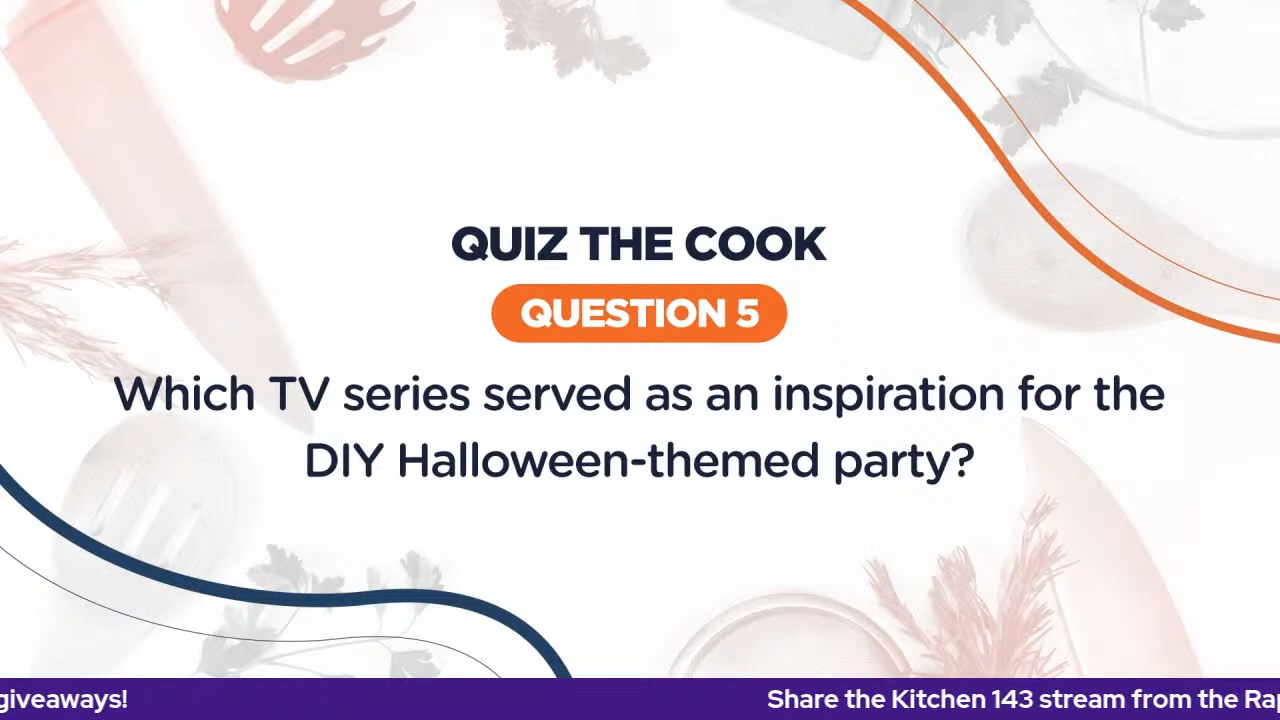 QUIZ THE COOK
QUESTION 5
Which TV series served as an inspiration for the
DIY Halloween-themed party?
giveaways! Share the Kitchen 143 stream from the